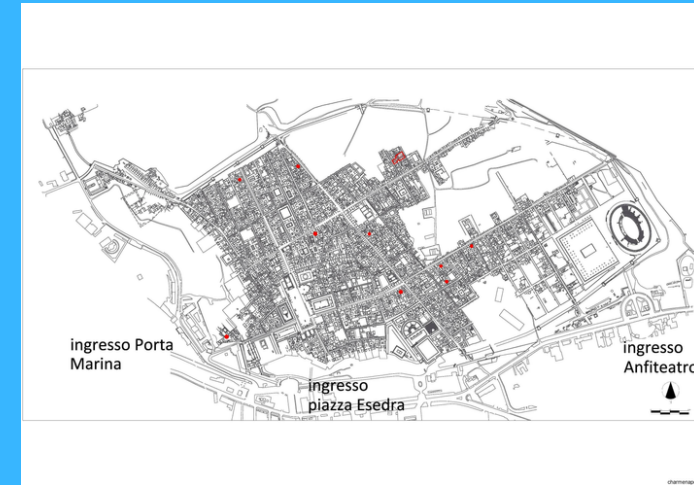 ingresso Porta
Marina
ingresso
piazza Esedra
ingresso
Anfiteatro